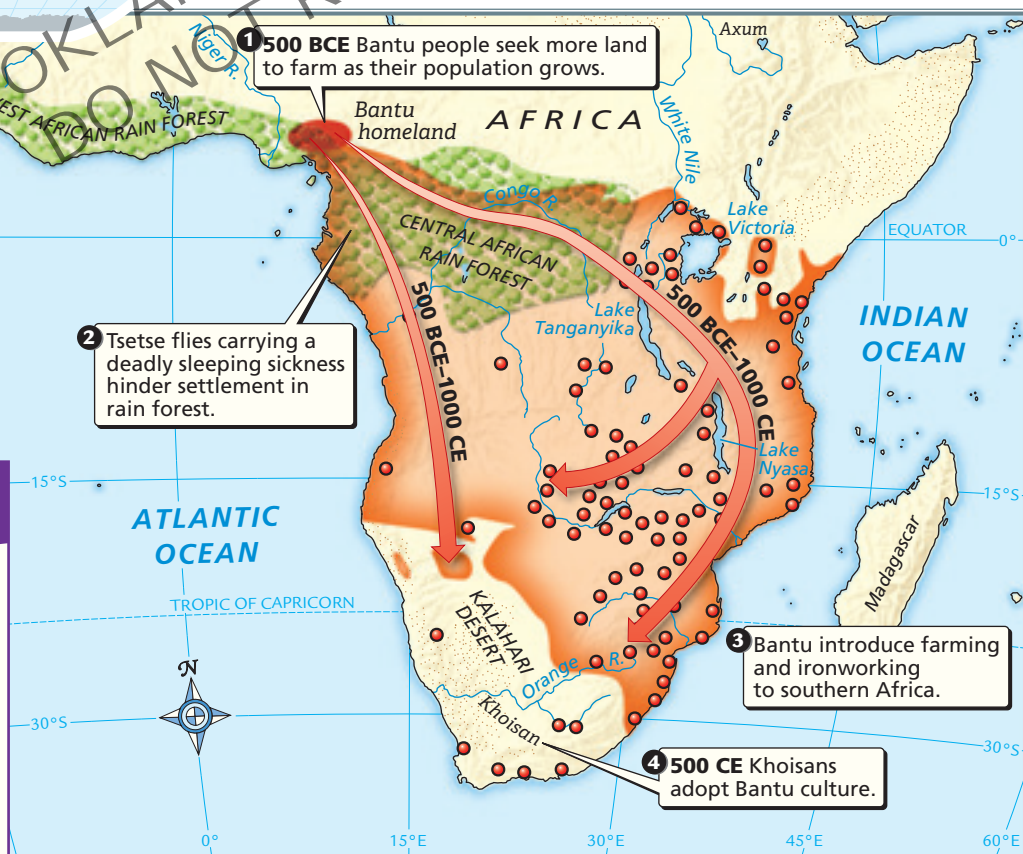 OKLAHOMA
DO NOT
Niger R.
1 500 BCE Bantu people seek more land
to farm as their population grows.
Axum
WEST AFRICAN RAIN FOREST
Bantu
homeland
AFRICA
White Nile
Congo R.
CENTRAL AFRICAN
RAIN FOREST
Lake
Victoria
EQUATOR
0°
2 Tsetse flies carrying a
deadly sleeping sickness
hinder settlement in
rain forest.
500 BCE–1000 CE
Lake
Tanganyika
500 BCE–1000 CE
INDIAN
OCEAN
Lake
Nyasa
15°S
15°S
ATLANTIC
OCEAN
Madagascar
TROPIC OF CAPRICORN
KALAHARI
DESERT
N
Orange R.
3 Bantu introduce farming
and ironworking
to southern Africa.
30°S
30°S
Khoisan
4 500 CE Khoisans
adopt Bantu culture.
0°
15°E
30°E
45°E
60°E